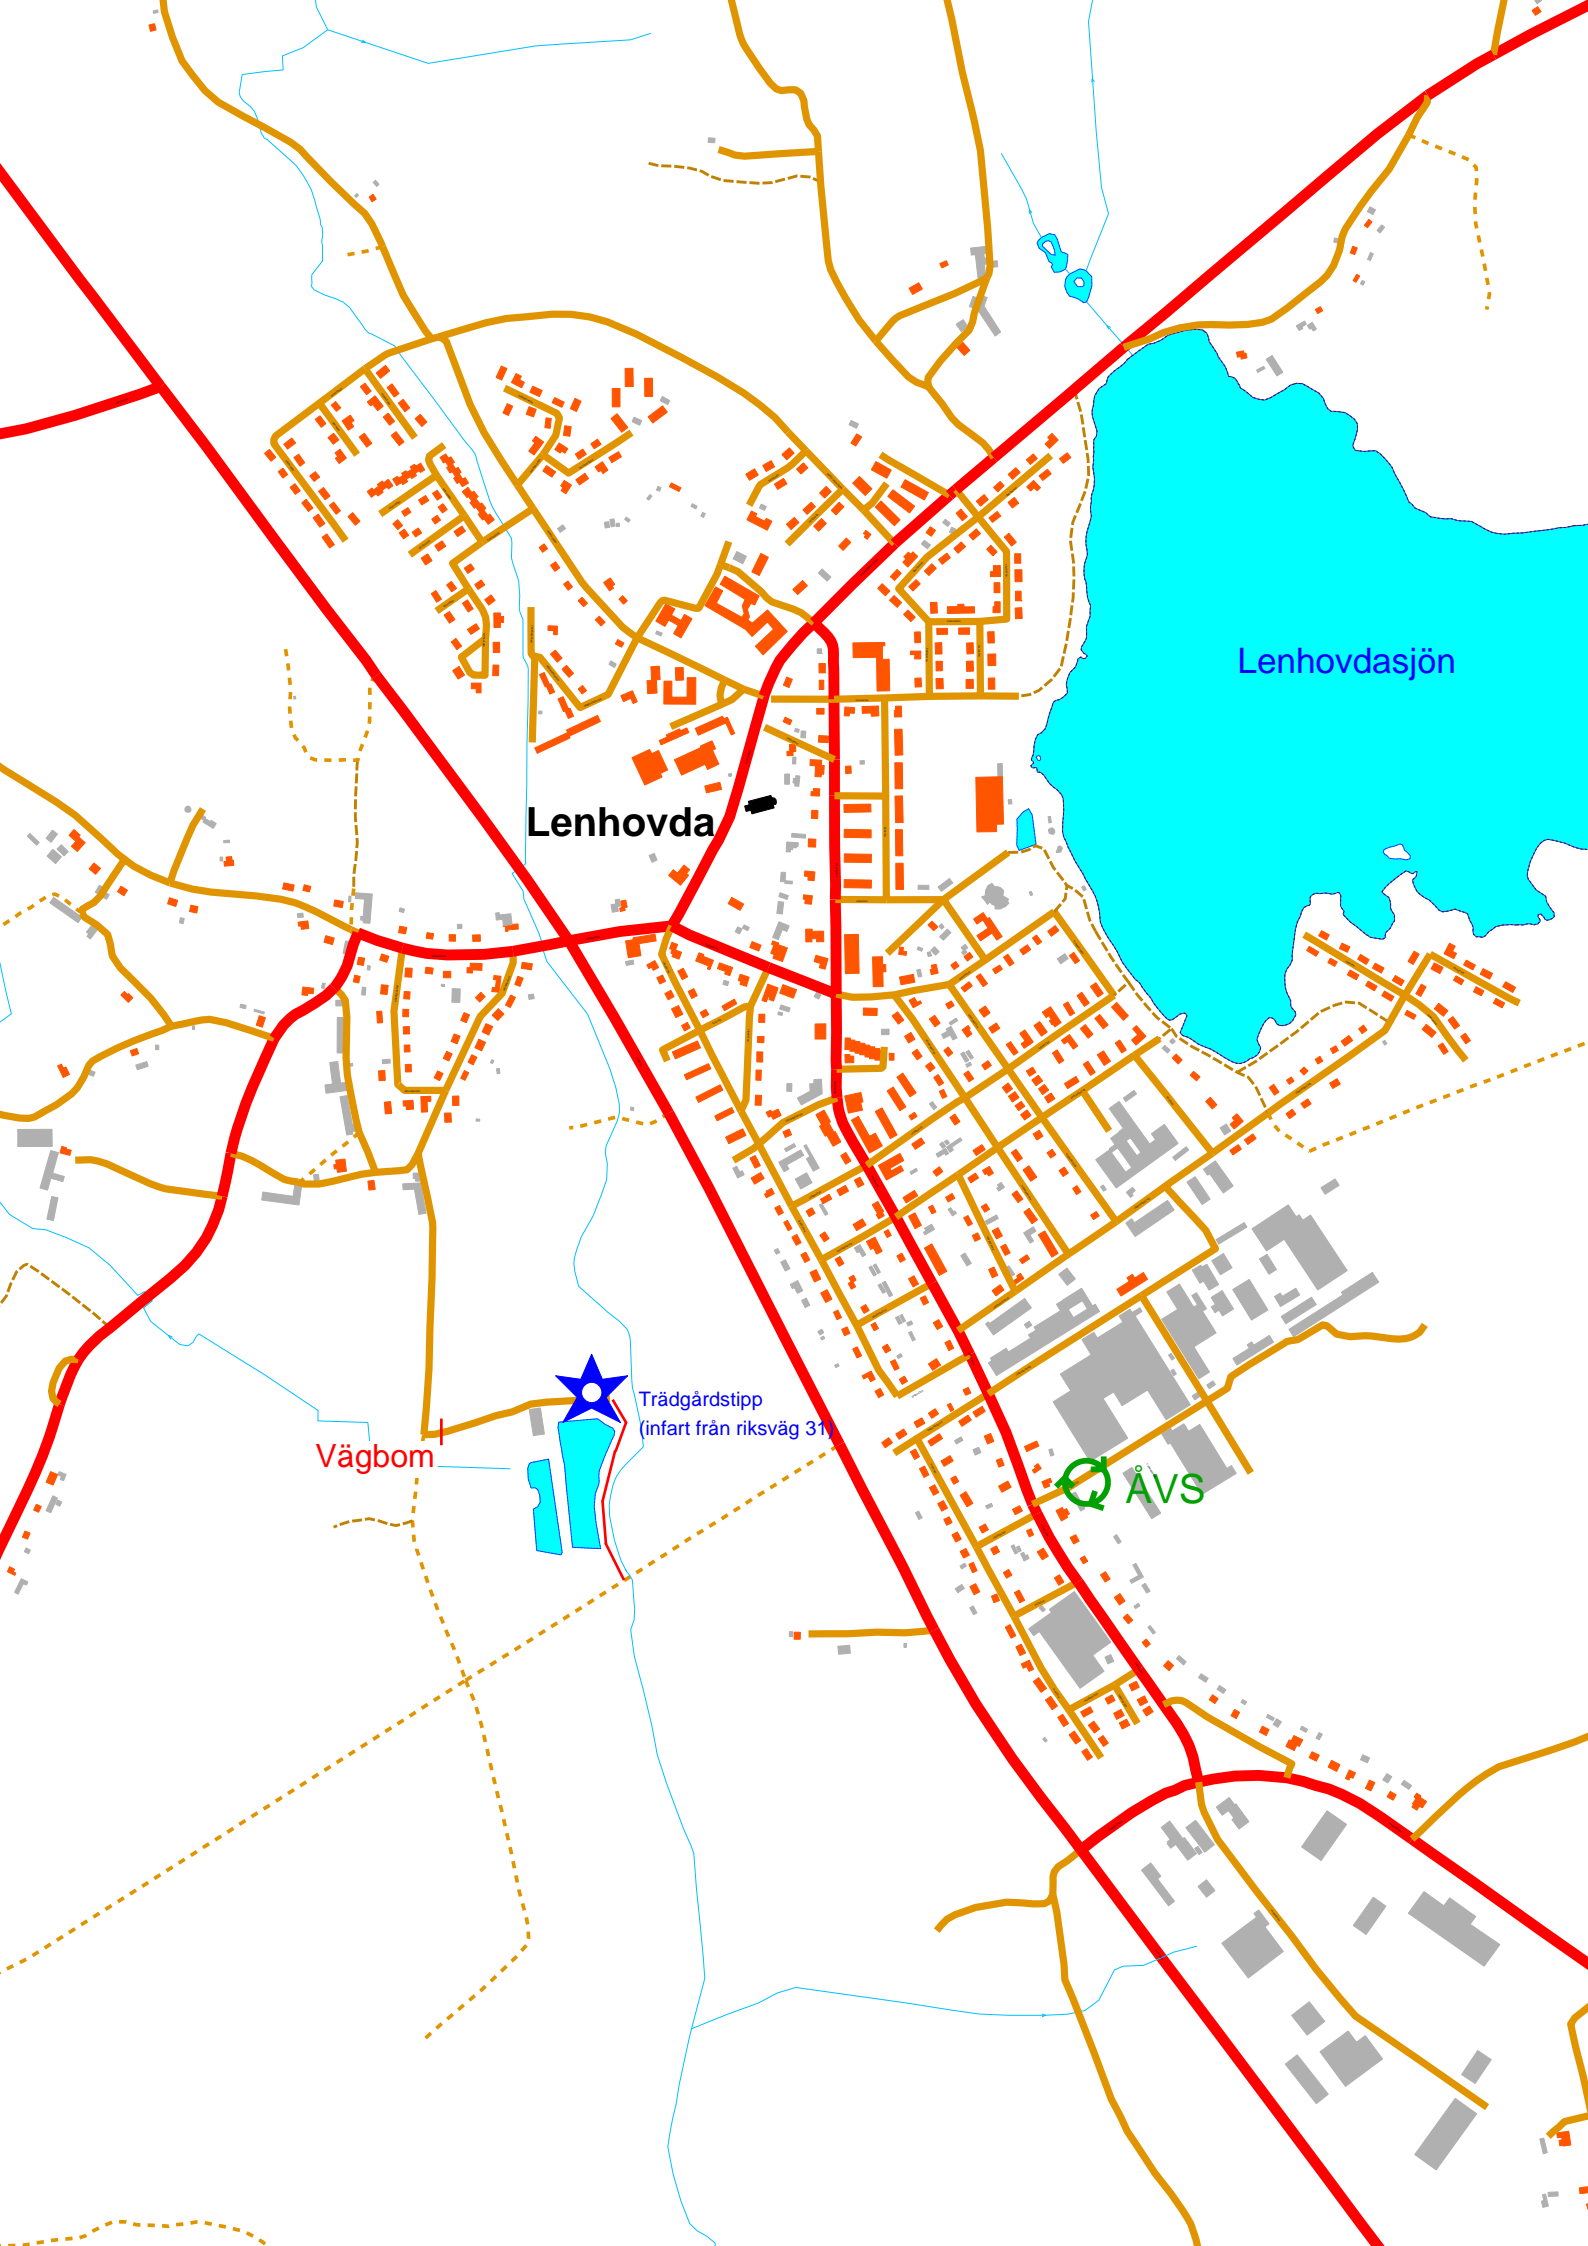 Lenhovdasjön
Lenhovda
Trädgårdstipp
(infart från riksväg 31)
Vägbom
ÅVS